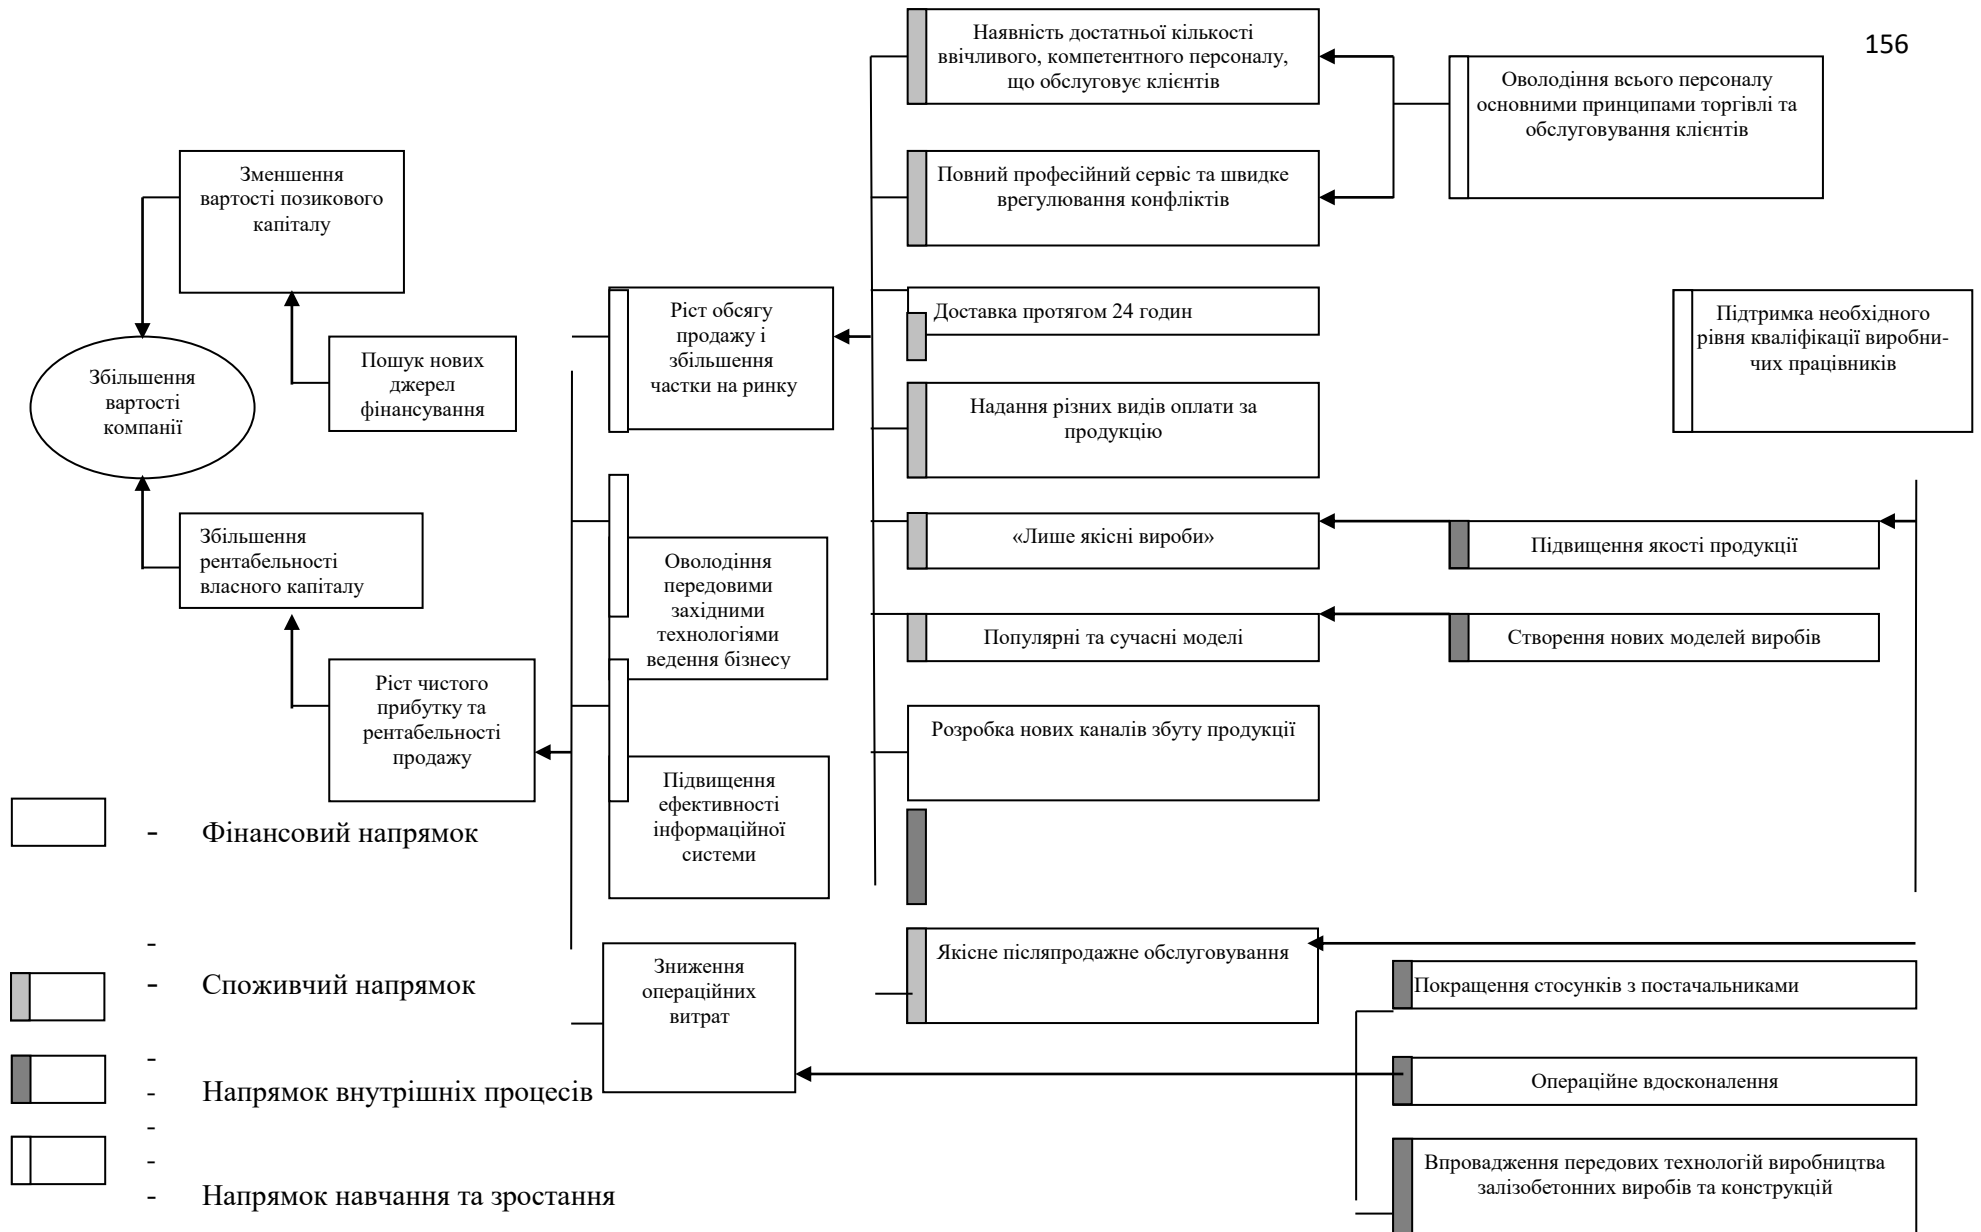 156
Наявність достатньої кількості
ввічливого, компетентного персоналу,
що обслуговує клієнтів
Оволодіння всього персоналу
основними принципами торгівлі та
обслуговування клієнтів
Зменшення
вартості позикового
капіталу
Повний професійний сервіс та швидке
врегулювання конфліктів
Ріст обсягу
продажу і
збільшення
частки на ринку
Доставка протягом 24 годин
Підтримка необхідного
рівня кваліфікації виробни-
чих працівників
Збільшення
вартості
компанії
Пошук нових
джерел
фінансування
Надання різних видів оплати за
продукцію
Збільшення
рентабельності
власного капіталу
Оволодіння
передовими
західними
технологіями
ведення бізнесу
«Лише якісні вироби»
Підвищення якості продукції
Популярні та сучасні моделі
Створення нових моделей виробів
Ріст чистого
прибутку та
рентабельності
продажу
Розробка нових каналів збуту продукції
Підвищення
ефективності
інформаційної
системи
- Фінансовий напрямок
-
Зниження
операційних
витрат
Якісне післяпродажне обслуговування
- Споживчий напрямок
Покращення стосунків з постачальниками
-
- Напрямок внутрішніх процесів
Операційне вдосконалення
-
-
- Напрямок навчання та зростання
Впровадження передових технологій виробництва
залізобетонних виробів та конструкцій